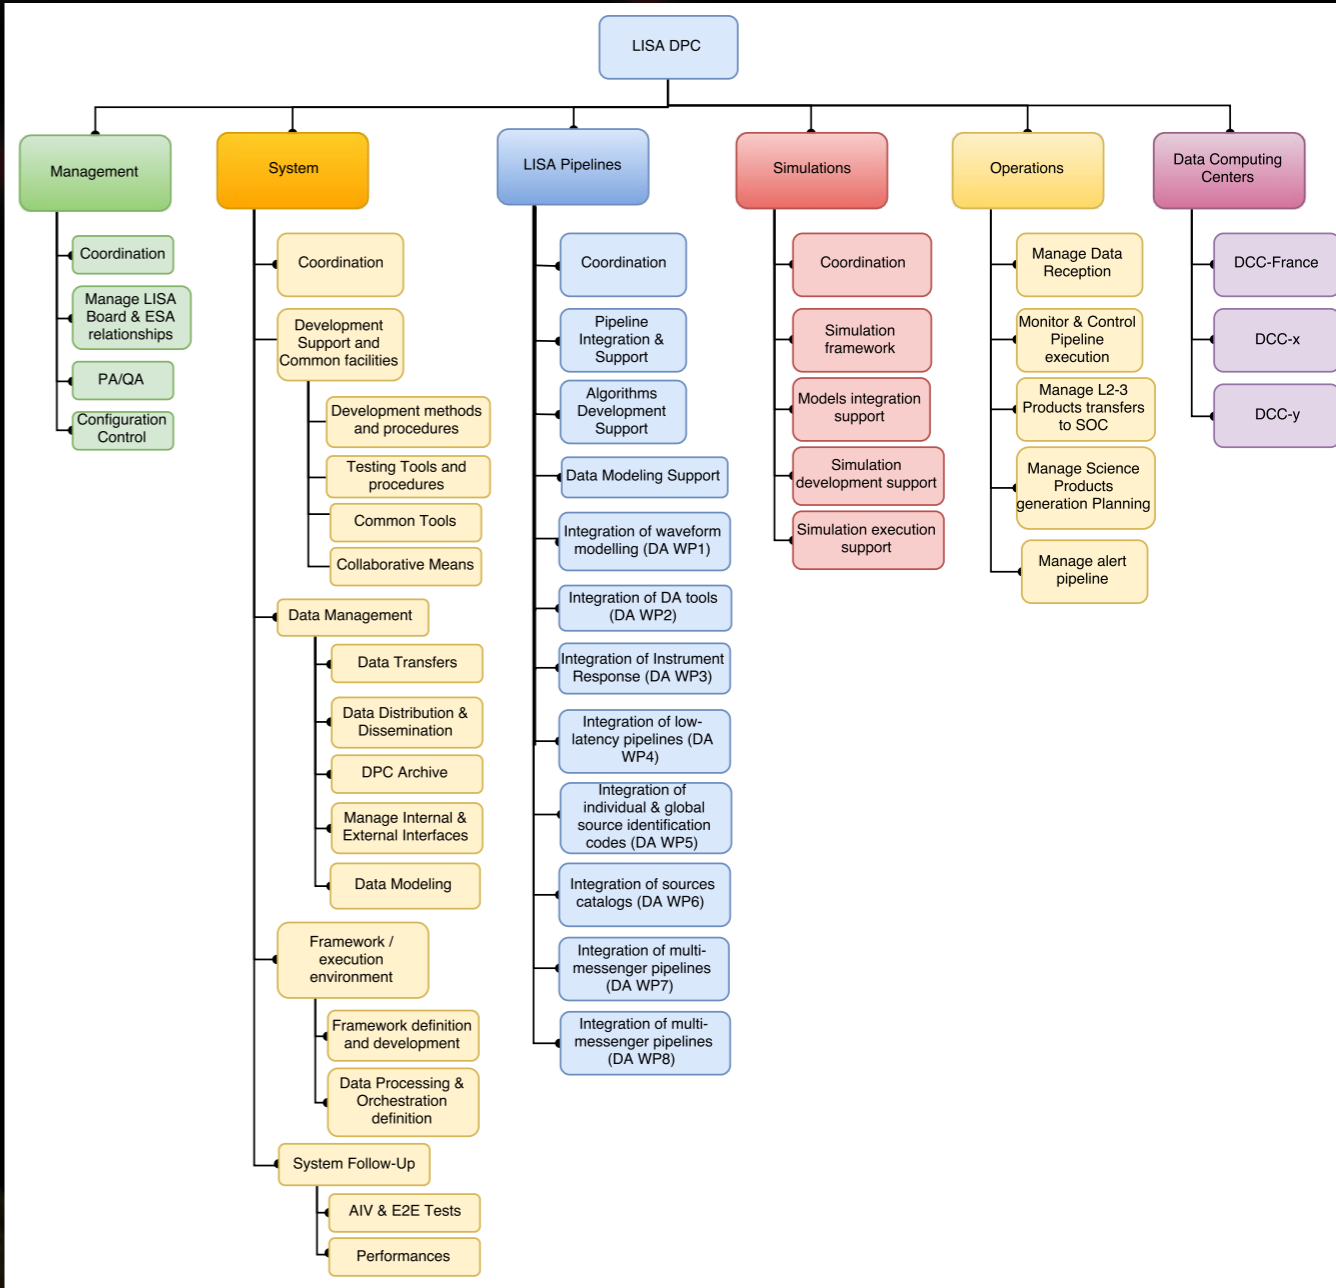 LISA DPC
Management
Coordination
Manage LISA
Board & ESA
relationships
PA/QA
Configuration
Control
System
Coordination
Development
Support and
Common facilities
Development methods
and procedures
Testing Tools and
procedures
Common Tools
Collaborative Means
Data Management
Data Transfers
Data Distribution &
Dissemination
DPC Archive
Manage Internal &
External Interfaces
Data Modeling
Framework /
execution
environment
Framework definition
and development
Data Processing &
Orchestration
definition
System Follow-Up
AIV & E2E Tests
Performances
LISA Pipelines
Coordination
Pipeline
Integration &
Support
Algorithms
Development
Support
Data Modeling Support
Integration of waveform
modelling (DA WP1)
Integration of DA tools
(DA WP2)
Integration of Instrument
Response (DA WP3)
Integration of low-
latency pipelines (DA
WP4)
Integration of
individual & global
source identification
codes (DA WP5)
Integration of sources
catalogs (DA WP6)
Integration of multi-
messenger pipelines
(DA WP7)
Integration of multi-
messenger pipelines
(DA WP8)
Simulations
Coordination
Simulation
framework
Models integration
support
Simulation
development support
Simulation execution
support
Operations
Manage Data
Reception
Monitor & Control
Pipeline
execution
Manage L2-3
Products transfers
to SOC
Manage Science
Products
generation Planning
Manage alert
pipeline
Data Computing
Centers
DCC-France
DCC-x
DCC-y